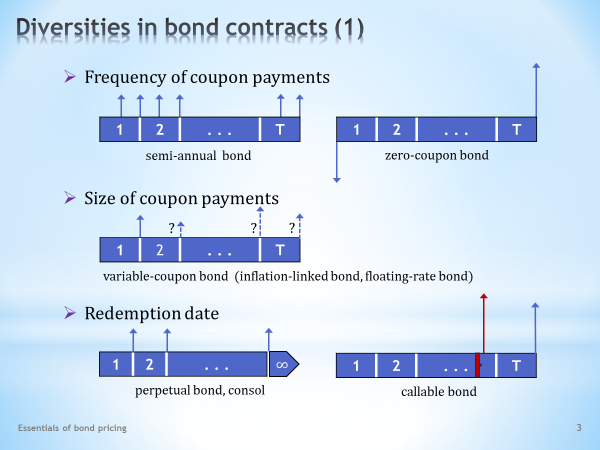 Diversities in bond contracts (1)
Frequency of coupon payments
1 2 ... T
semi-annual bond
1 2 ... T
zero-coupon bond
Size of coupon payments
? ? ?
1 2 ... T
variable-coupon bond (inflation-linked bond, floating-rate bond)
Redemption date
1 2 ... ∞
perpetual bond, consol
1 2 ... T
callable bond
Essentials of bond pricing
3